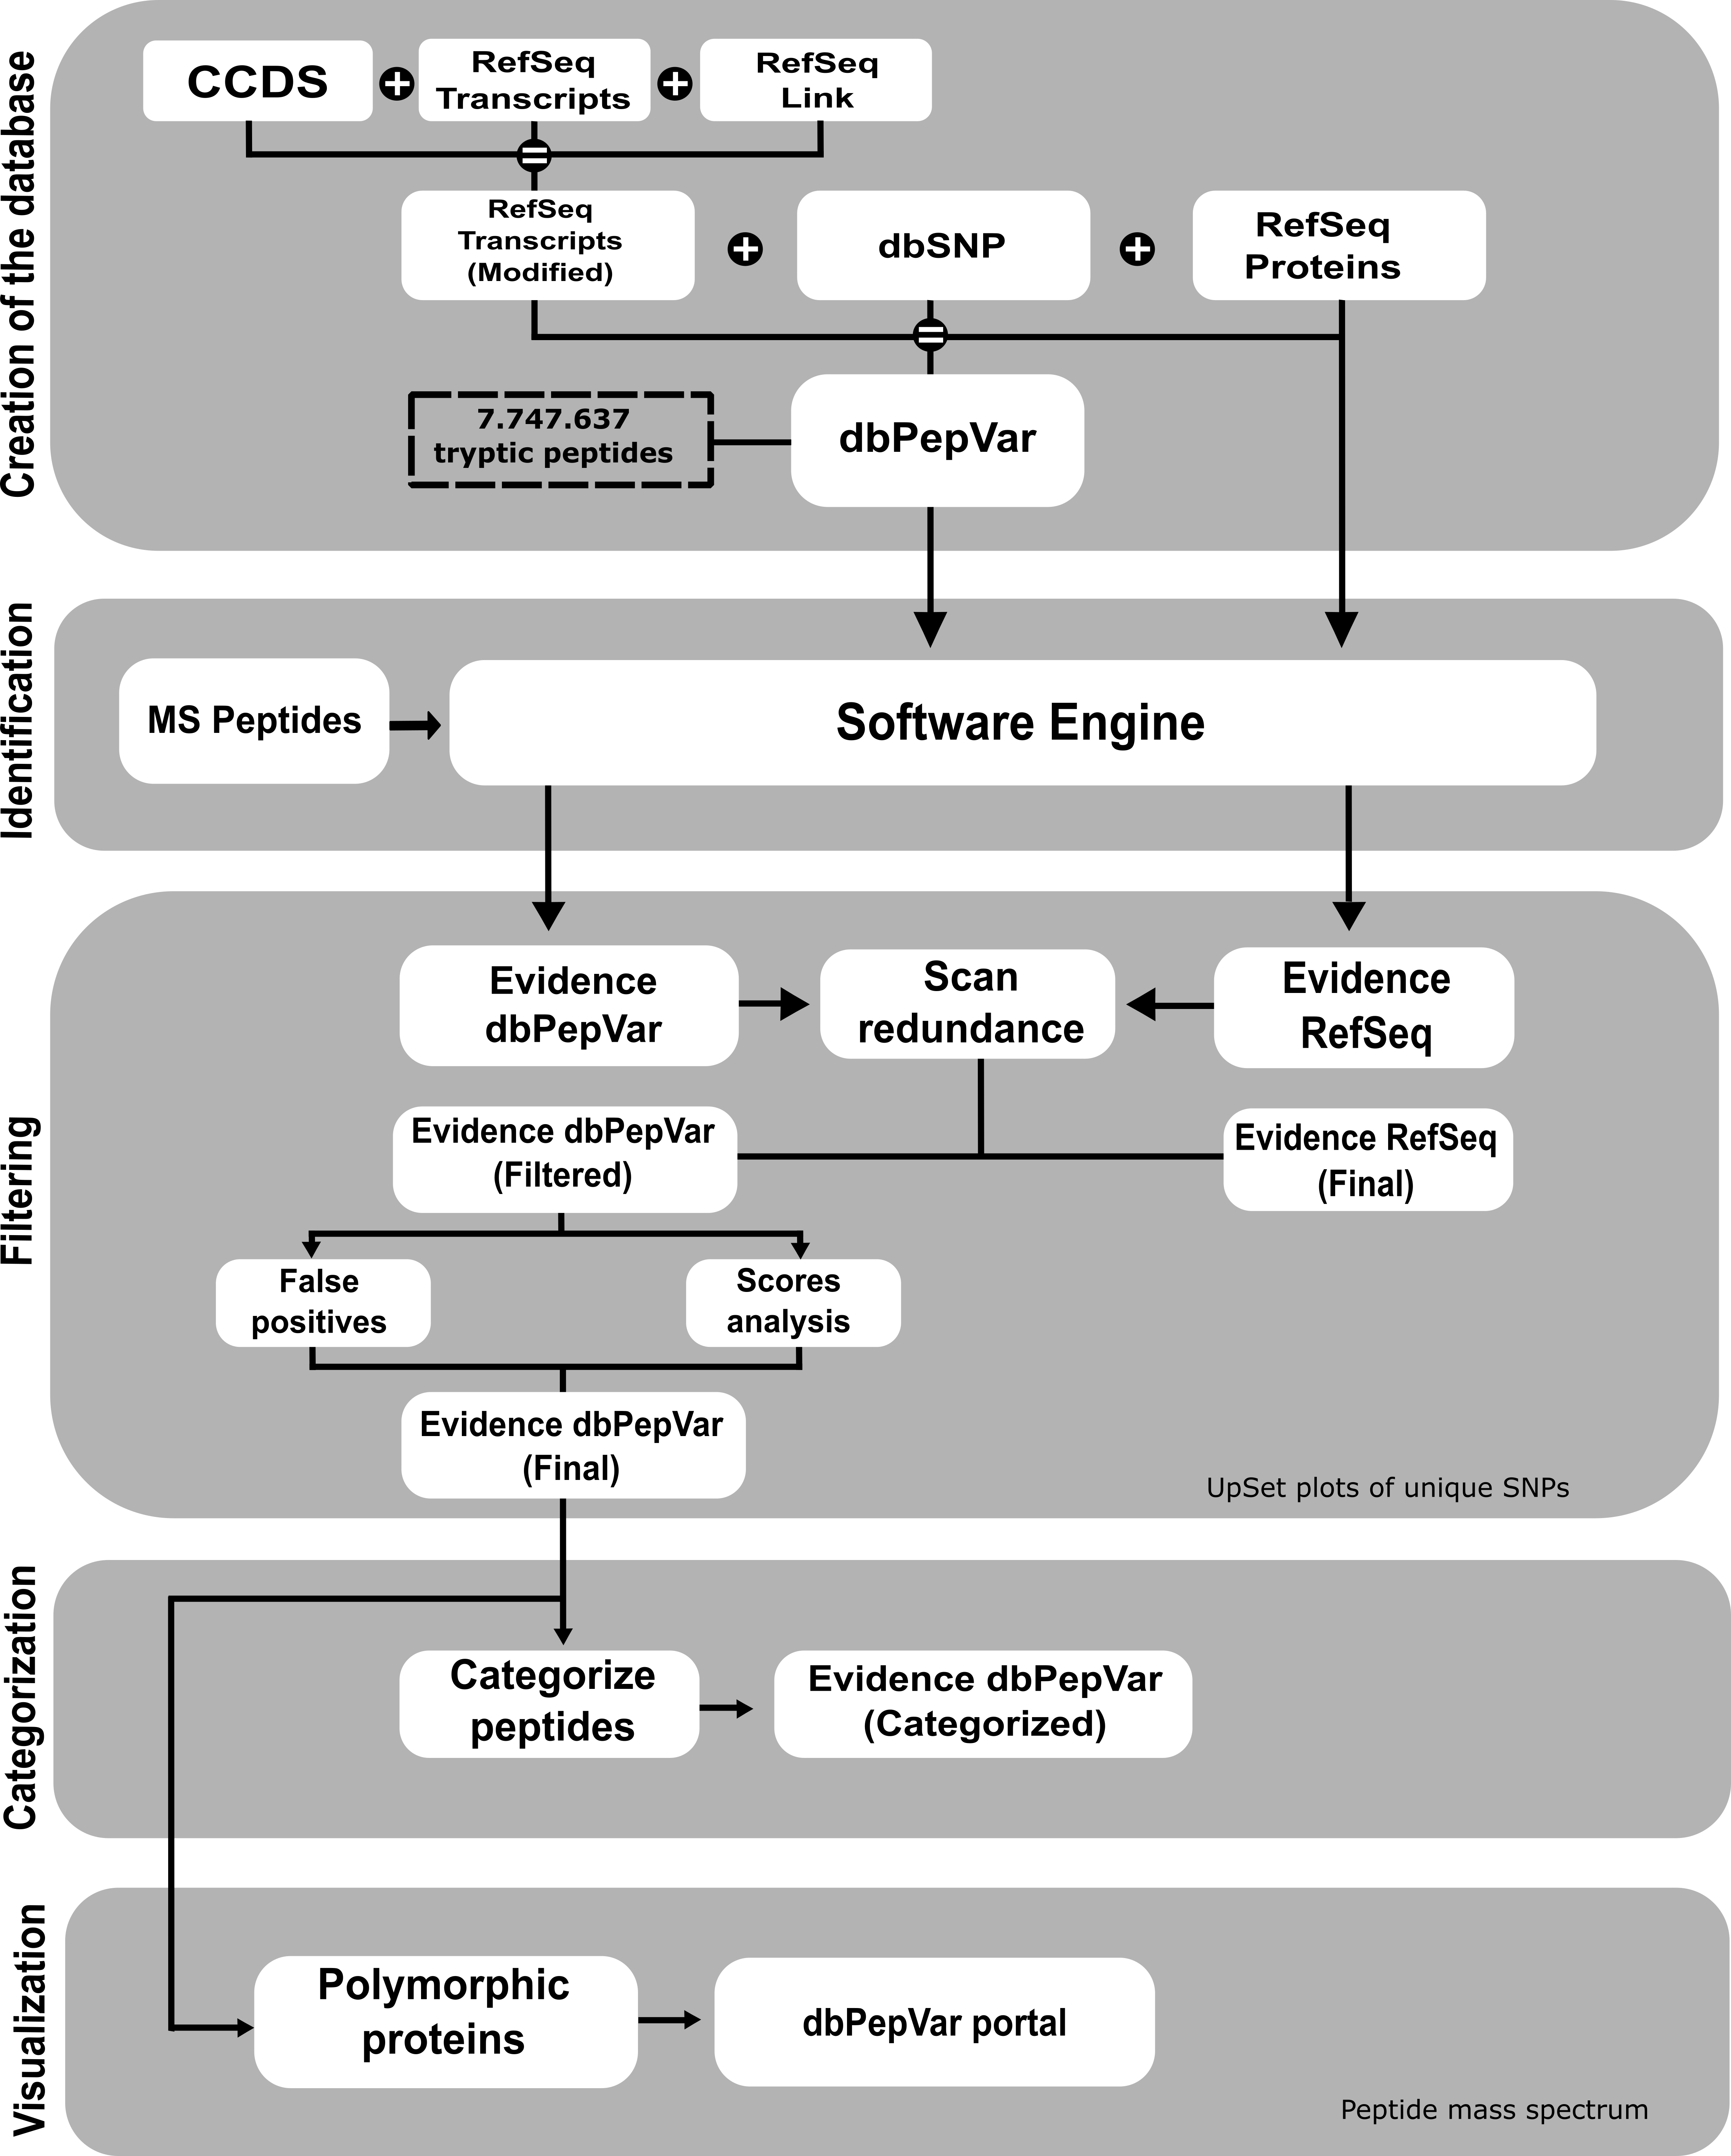 Creation of the database
CCDS
RefSeq
Transcripts
RefSeq
Link
RefSeq
Transcripts
(Modified)
dbSNP
RefSeq
Proteins
7.747.637
tryptic peptides
dbPepVar
Identification
MS Peptides
Software Engine
Filtering
Evidence
dbPepVar
Scan
redundance
Evidence
RefSeq
Evidence dbPepVar
(Filtered)
Evidence RefSeq
(Final)
False
positives
Scores
analysis
Evidence dbPepVar
(Final)
UpSet plots of unique SNPs
Categorization
Categorize
peptides
Evidence dbPepVar
(Categorized)
Visualization
Polymorphic
proteins
dbPepVar portal
Peptide mass spectrum